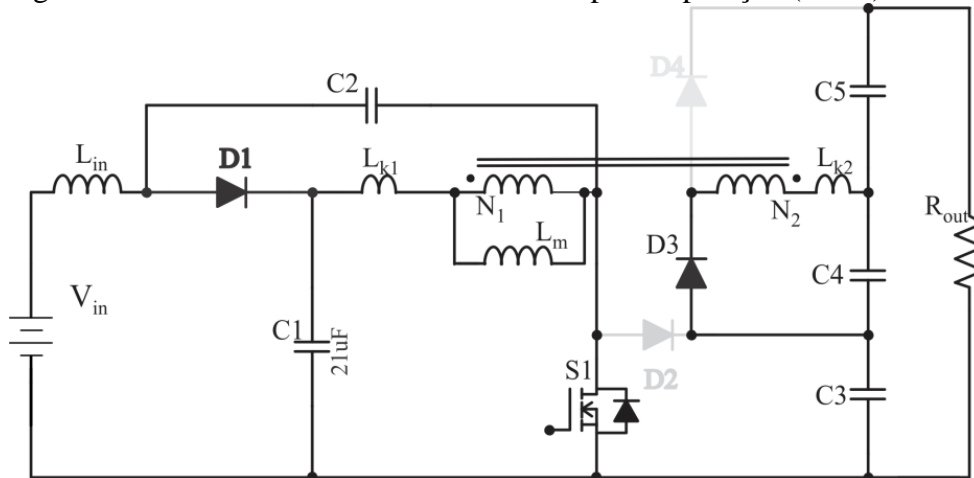 D4
C2
C5
L_in
D1
L_k1
L_k2
N_1
N_2
R_out
L_m
D3
C4
V_in
C1
21uF
S1
D2
C3